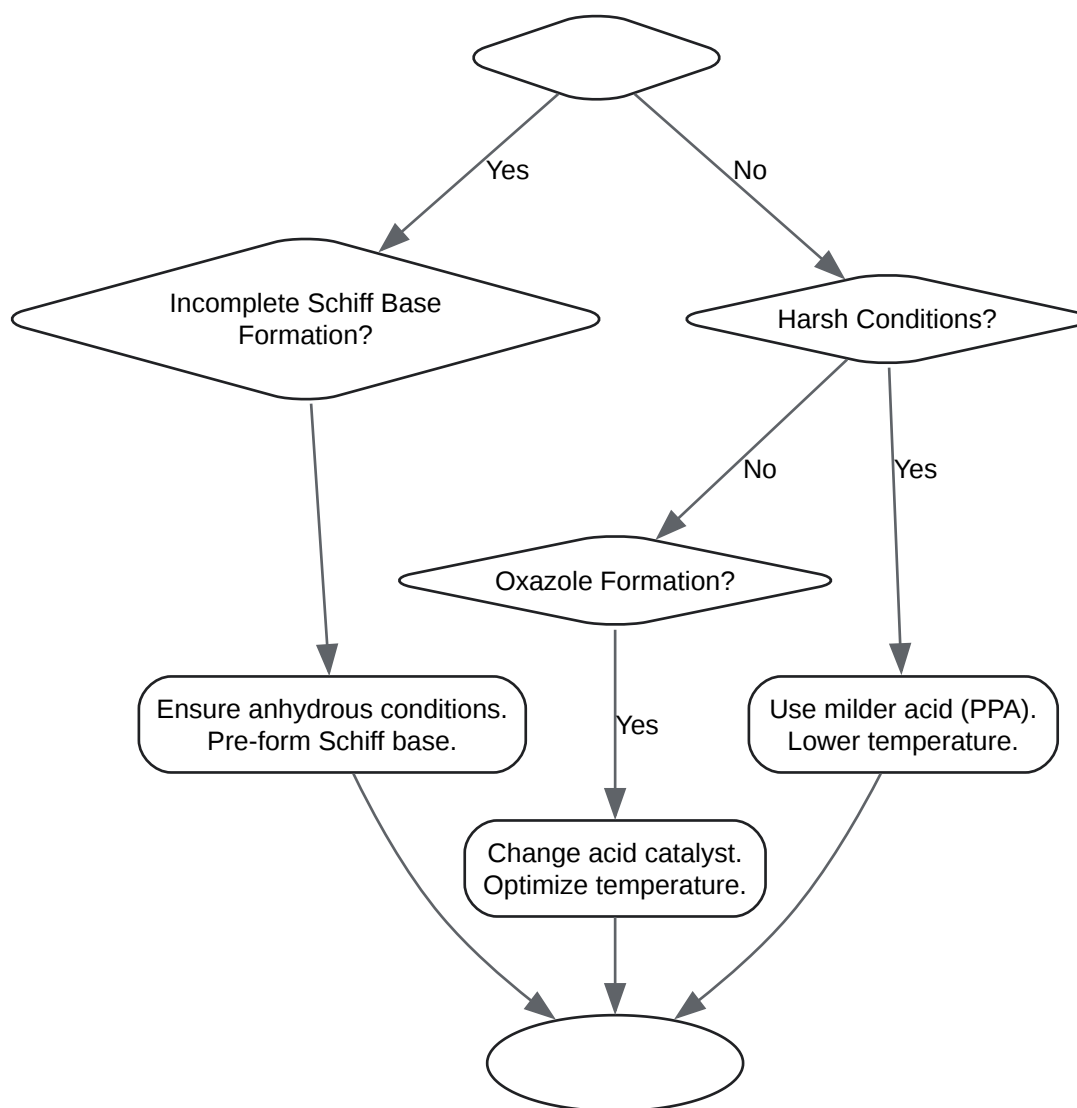 Yes
No
Incomplete Schiff Base
Formation?
Harsh Conditions?
No
Yes
Oxazole Formation?
Ensure anhydrous conditions.
Pre-form Schiff base.
Yes
Use milder acid (PPA).
Lower temperature.
Change acid catalyst.
Optimize temperature.